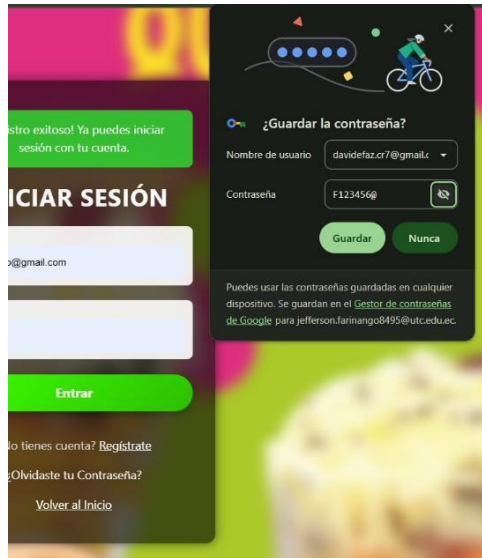 istro exitoso! Ya puedes iniciar
sesión con tu cuenta.
ICIAR SESIÓN
o@gmail.com
Entrar
No tienes cuenta? Regístrate
¿Olvidaste tu Contraseña?
Volver al Inicio
¿Guardar la contraseña?
Nombre de usuario davidefaz.cr7@gmail.c
Contraseña F123456@
Guardar Nunca
Puedes usar las contraseñas guardadas en cualquier
dispositivo. Se guardan en el Gestor de contraseñas
de Google para jefferson.farinango8495@utc.edu.ec.